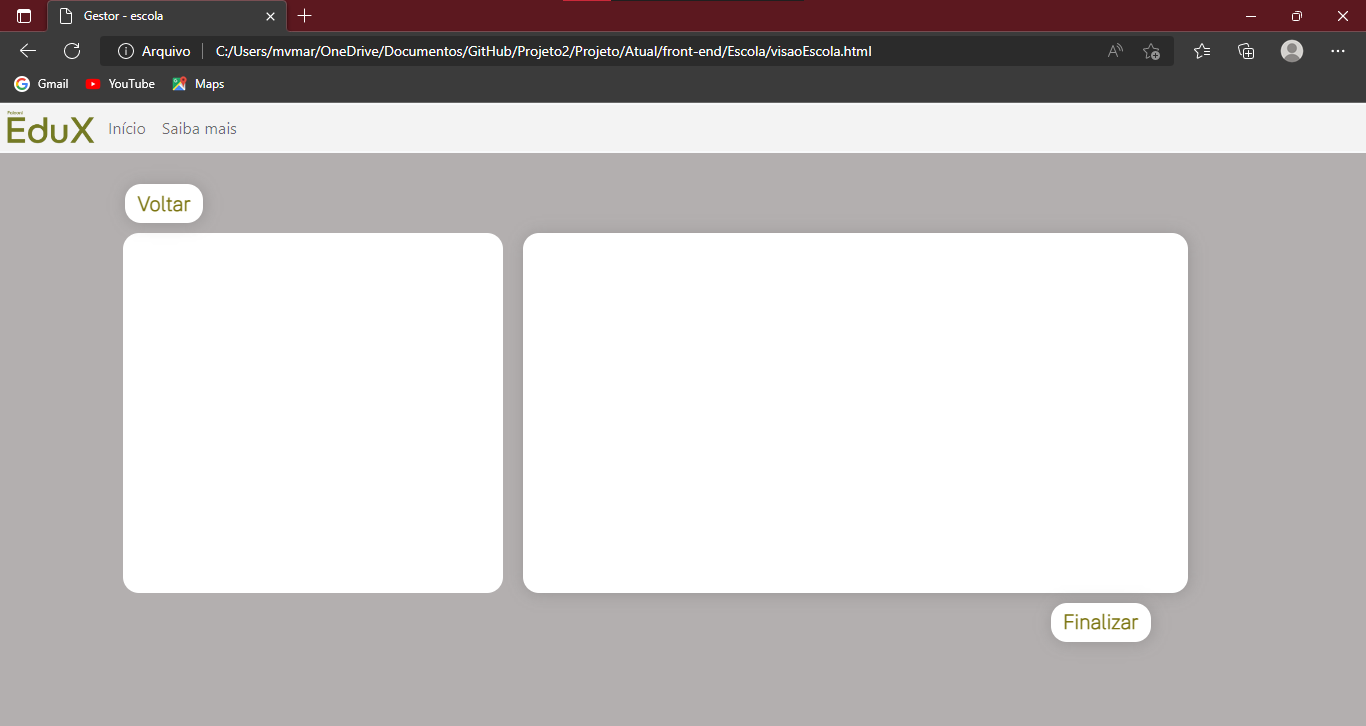 Gestor - escola
Arquivo C:/Users/mvmar/OneDrive/Documentos/GitHub/Projeto2/Projeto/Atual/front-end/Escola/visaoEscola.html
Gmail YouTube Maps
EduX Início Saiba mais
Voltar
Finalizar